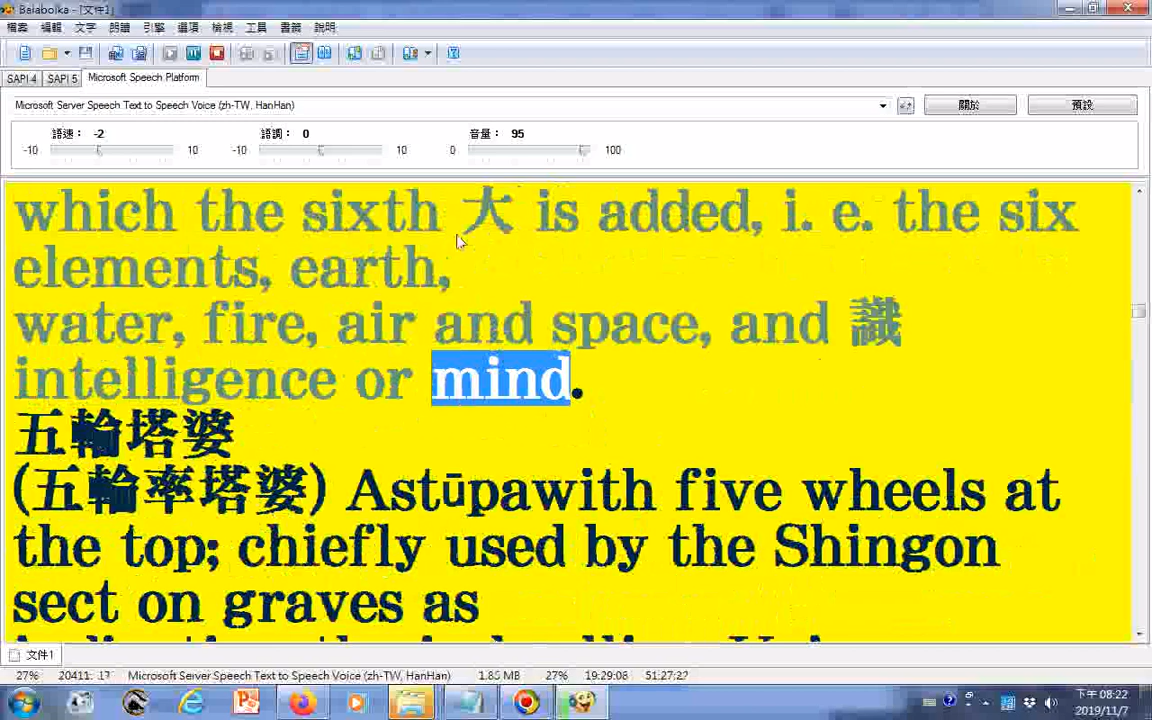 Balabolka - [文件1]
檔案 編輯 文字 朗讀 引擎 選項 檢視 工具 書籤 說明
SAPI 4 SAPI 5 Microsoft Speech Platform
Microsoft Server Speech Text to Speech Voice (zh-TW, HanHan) 關於 預設
語速： -2 語調： 0 音量： 95
-10 10 -10 10 0 100
which the sixth 大 is added, i. e. the six
elements, earth,
water, fire, air and space, and 識
intelligence or mind.
五輪塔婆
(五輪率塔婆) Astūpawith five wheels at
the top; chiefly used by the Shingon
sect on graves as
文件1
27% 20411: 17 Microsoft Server Speech Text to Speech Voice (zh-TW, HanHan) 1.85 MB 27% 19:29:08 51:27:27
下午 08:22
2019/11/7